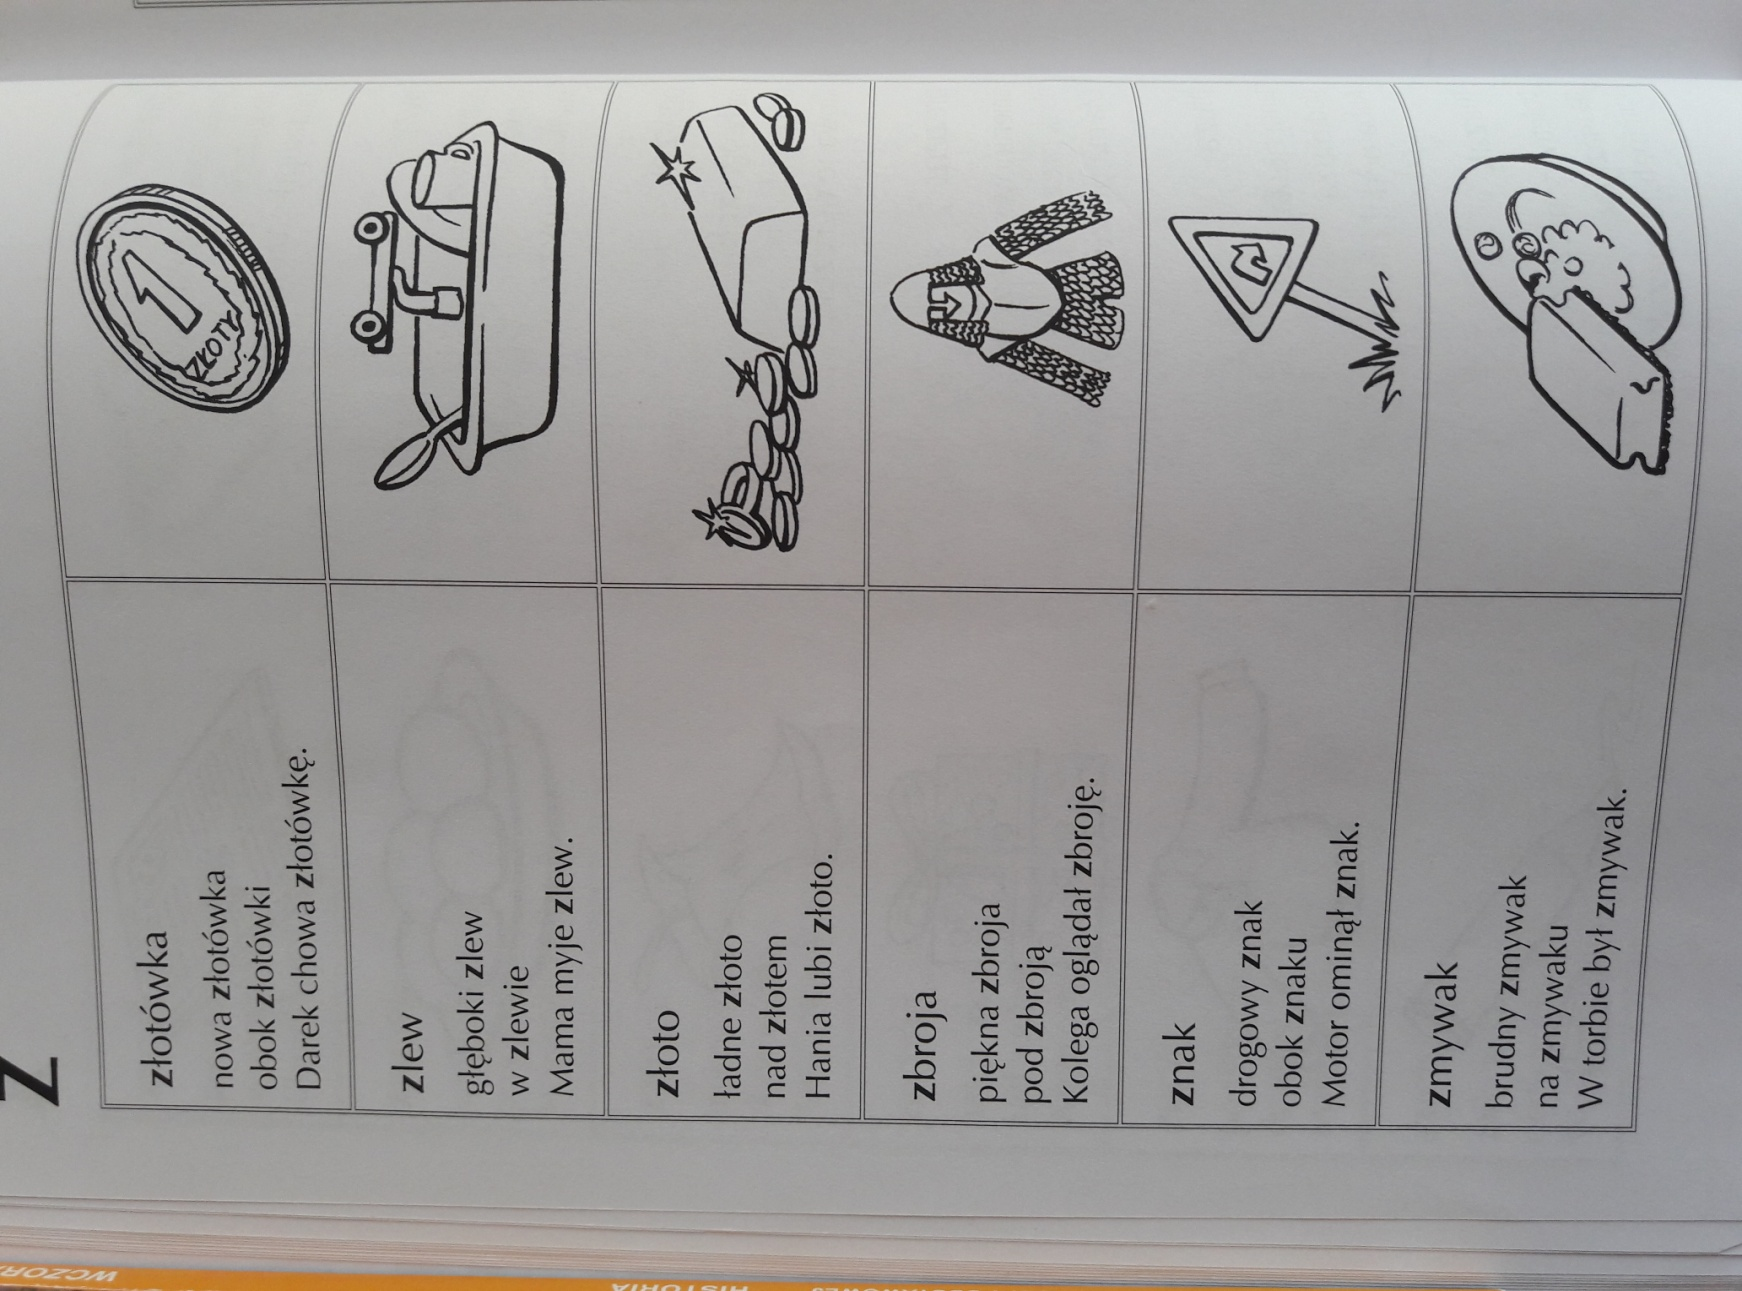 Z
złotówka
nowa złotówka
obok złotówki
Darek chowa złotówkę.
1
ZŁOTY
zlew
głęboki zlew
w zlewie
Mama myje zlew.
złoto
ładne złoto
nad złotem
Hania lubi złoto.
zbroja
piękna zbroja
pod zbroją
Kolega oglądał zbroję.
znak
drogowy znak
obok znaku
Motor ominął znak.
zmywak
brudny zmywak
na zmywaku
W torbie był zmywak.
HISTORIA